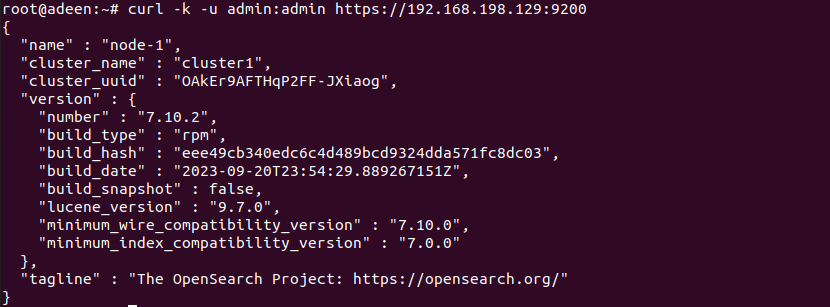 root@adeen:~# curl -k -u admin:admin https://192.168.198.129:9200
{
  "name" : "node-1",
  "cluster_name" : "cluster1",
  "cluster_uuid" : "OAkEr9AFTHqP2FF-JXiaog",
  "version" : {
    "number" : "7.10.2",
    "build_type" : "rpm",
    "build_hash" : "eee49cb340edc6c4d489bcd9324dda571fc8dc03",
    "build_date" : "2023-09-20T23:54:29.889267151Z",
    "build_snapshot" : false,
    "lucene_version" : "9.7.0",
    "minimum_wire_compatibility_version" : "7.10.0",
    "minimum_index_compatibility_version" : "7.0.0"
  },
  "tagline" : "The OpenSearch Project: https://opensearch.org/"
}